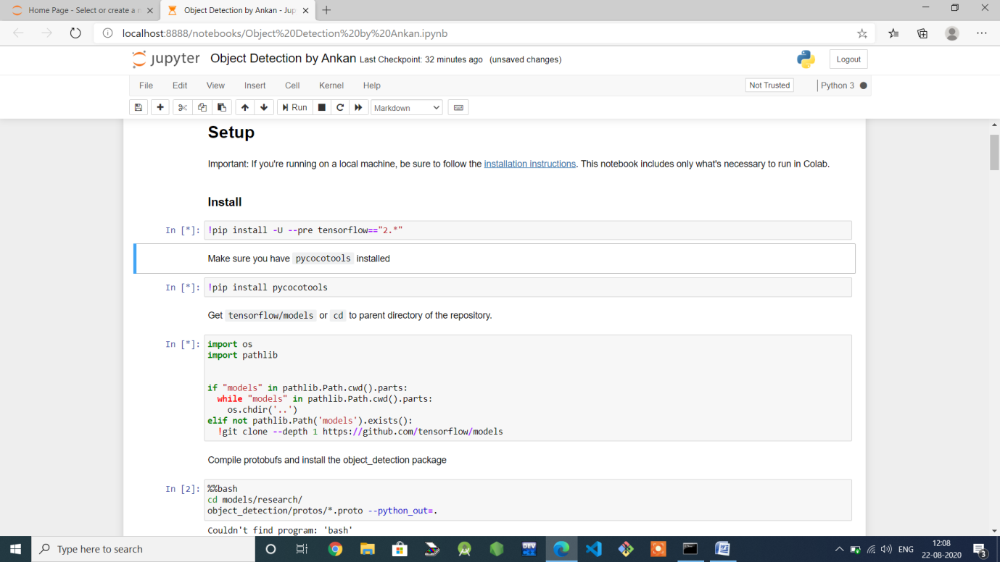 Home Page - Select or create a n
Object Detection by Ankan - Jup
localhost:8888/notebooks/Object%20Detection%20by%20Ankan.ipynb
jupyter Object Detection by Ankan Last Checkpoint: 32 minutes ago (unsaved changes)
Logout
File Edit View Insert Cell Kernel Help
Not Trusted
Python 3
Run
Markdown
Setup
Important: If you're running on a local machine, be sure to follow the installation instructions. This notebook includes only what's necessary to run in Colab.
Install
In [*]: !pip install -U --pre tensorflow=="2.*"
Make sure you have pycocotools installed
In [*]: !pip install pycocotools
Get tensorflow/models or cd to parent directory of the repository.
In [*]: import os
import pathlib
if "models" in pathlib.Path.cwd().parts:
while "models" in pathlib.Path.cwd().parts:
os.chdir('..')
elif not pathlib.Path('models').exists():
!git clone --depth 1 https://github.com/tensorflow/models
Compile protobufs and install the object_detection package
In [2]: %%bash
cd models/research/
object_detection/protos/*.proto --python_out=.
Couldn't find program: 'bash'
Type here to search
DEV
ENG
12:08
22-08-2020
3